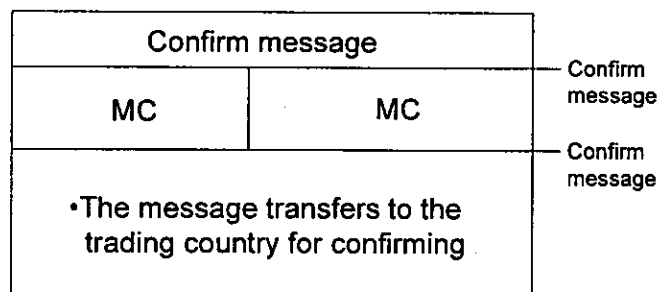 Confirm message
Confirm
message
MC MC
Confirm
message
•The message transfers to the
trading country for confirming